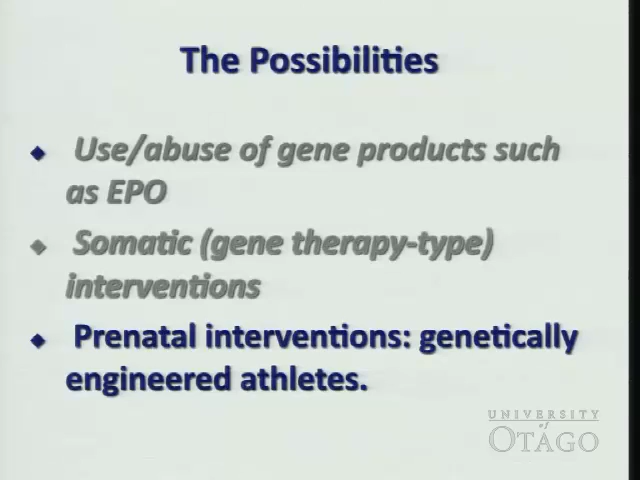 The Possibilities
Use/abuse of gene products such
as EPO
Somatic (gene therapy-type)
interventions
Prenatal interventions: genetically
engineered athletes.
UNIVERSITY
of
OTAGO